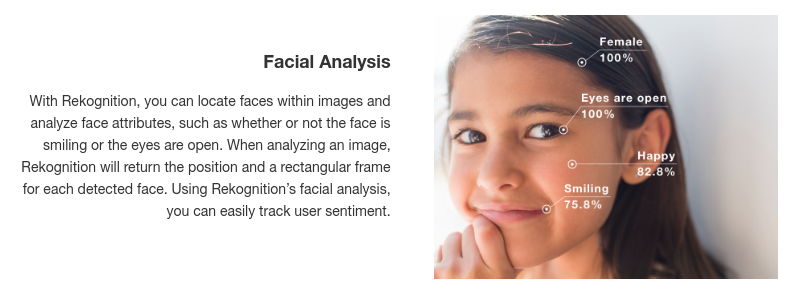 Facial Analysis
With Rekognition, you can locate faces within images and
analyze face attributes, such as whether or not the face is
smiling or the eyes are open. When analyzing an image,
Rekognition will return the position and a rectangular frame
for each detected face. Using Rekognition's facial analysis,
you can easily track user sentiment.
Female
100%
Eyes are open
100%
Happy
82.8%
Smiling
75.8%